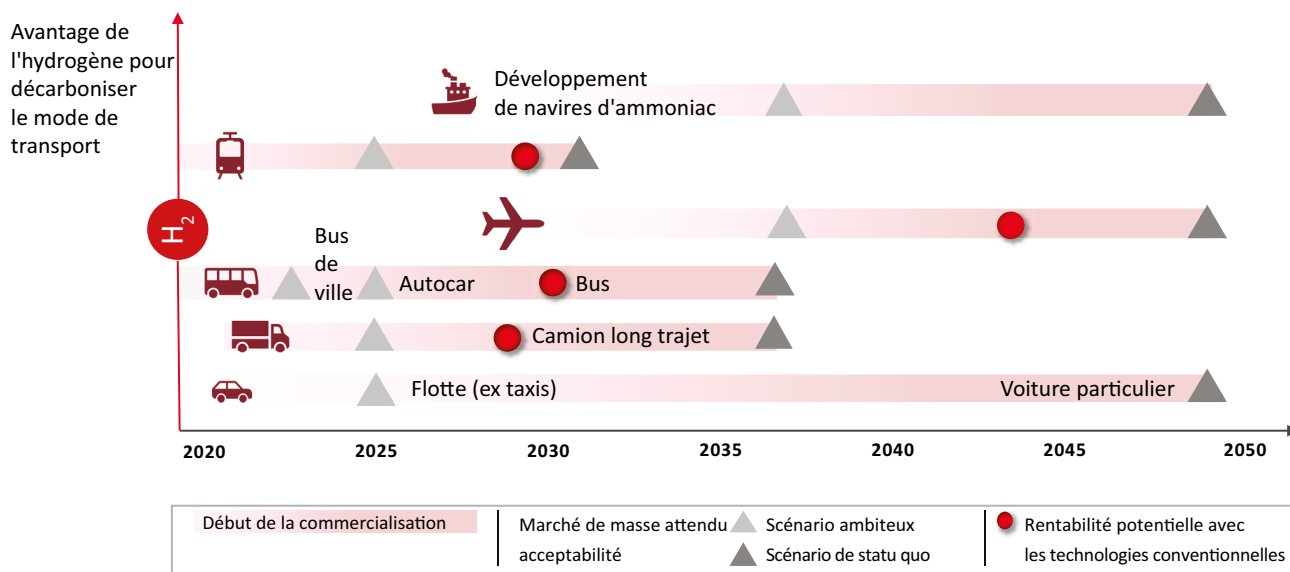 Avantage de
l'hydrogène pour
décarboniser
le mode de
transport
Développement
de navires d'ammoniac
H2
Bus
de
ville
Autocar
Bus
Camion long trajet
Flotte (ex taxis)
Voiture particulier
2020
2025
2030
2035
2040
2045
2050
Début de la commercialisation
Marché de masse attendu
acceptabilité
Scénario ambiteux
Scénario de statu quo
Rentabilité potentielle avec
les technologies conventionnelles